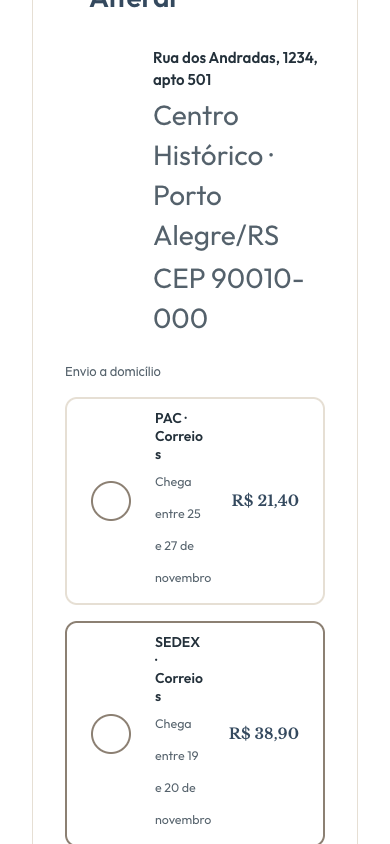 Alterar
Rua dos Andradas, 1234,
apto 501
Centro
Histórico ·
Porto
Alegre/RS
CEP 90010-
000
Envio a domicílio
PAC ·
Correio
s
Chega
entre 25
e 27 de
novembro
R$ 21,40
SEDEX
·
Correio
s
Chega
entre 19
e 20 de
novembro
R$ 38,90